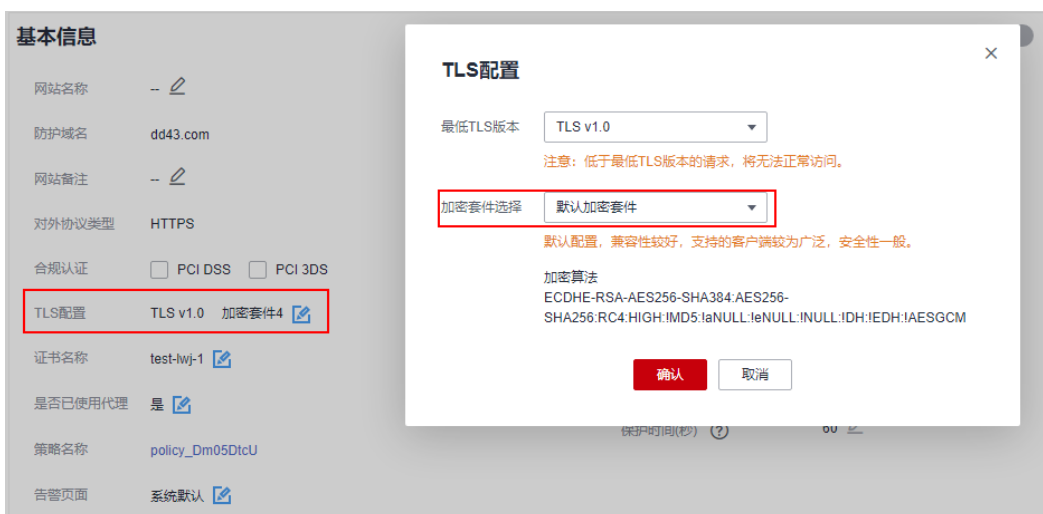 基本信息
网站名称 --
防护域名 dd43.com
网站备注 --
对外协议类型 HTTPS
合规认证 PCI DSS PCI 3DS
TLS配置 TLS v1.0 加密套件4
证书名称 test-lwj-1
是否已使用代理 是
策略名称 policy_Dm05DtcU
告警页面 系统默认
TLS配置
最低TLS版本 TLS v1.0
注意：低于最低TLS版本的请求，将无法正常访问。
加密套件选择 默认加密套件
默认配置，兼容性较好，支持的客户端较为广泛，安全性一般。
加密算法
ECDHE-RSA-AES256-SHA384:AES256-
SHA256:RC4:HIGH:!MD5:!aNULL:!eNULL:!NULL:!DH:!EDH:!AESGCM
确认 取消
保护时间(秒) ? 60